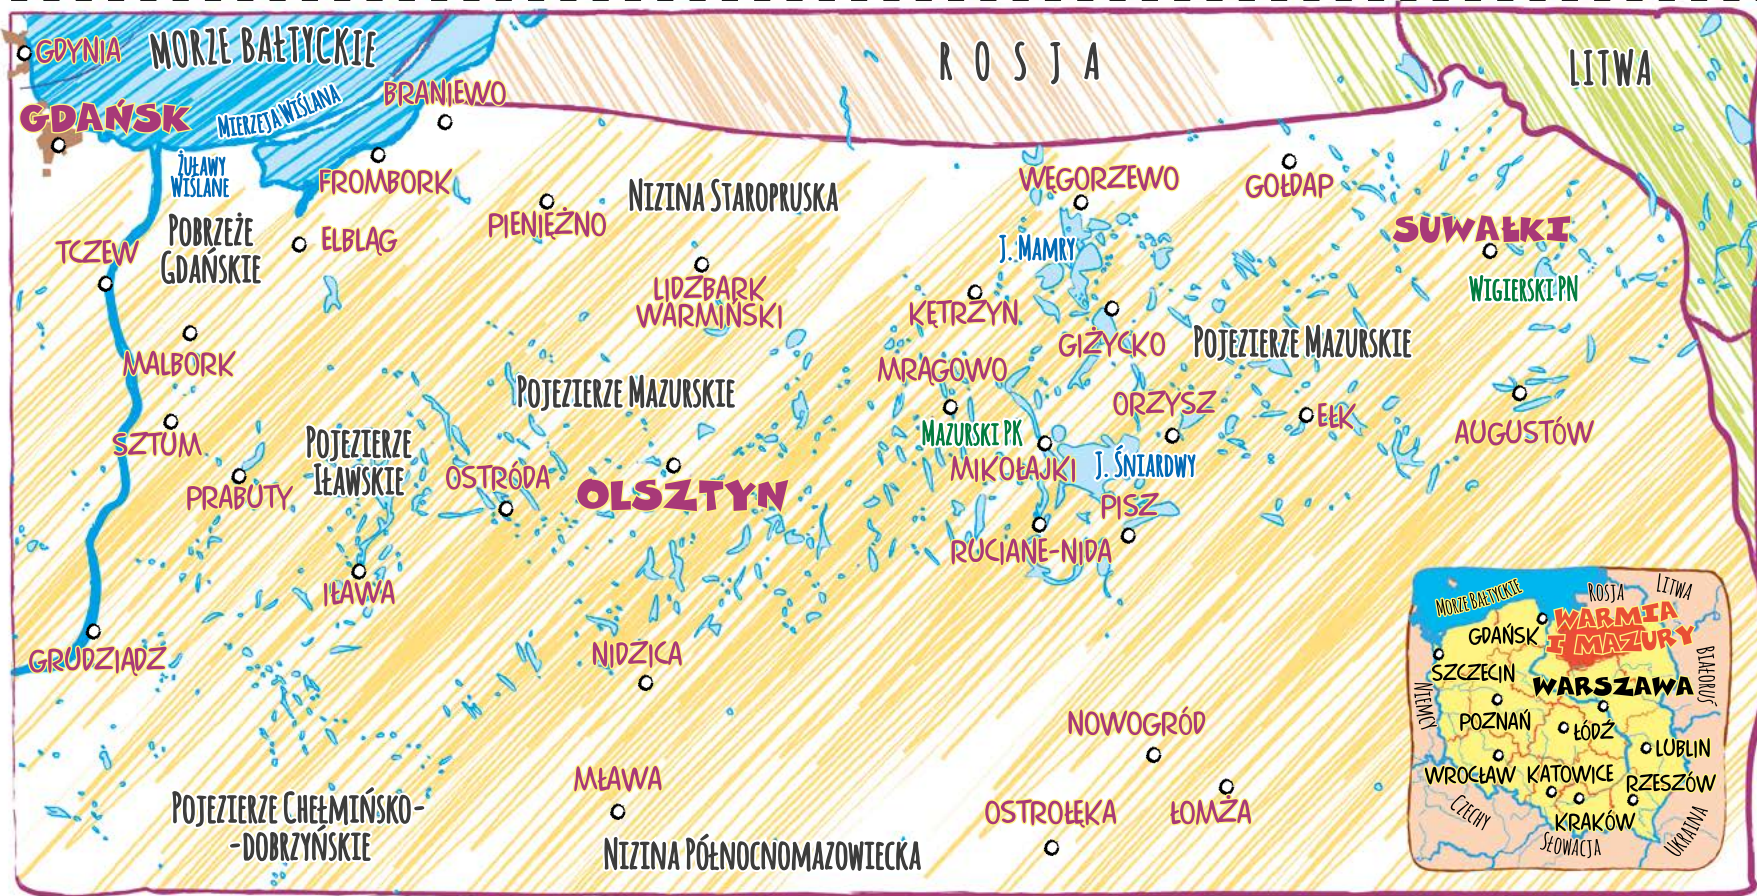 GDYNIA
MORZE BAŁTYCKIE
ROSJA
LITWA
GDAŃSK
MIERZEJA WIŚLANA
BRANIEWO
ŻUŁAWY
WIŚLANE
FROMBORK
PIENIĘŻNO
NIZINA STAROPRUSKA
WĘGORZEWO
GOŁDAP
SUWAŁKI
TCZEW
POBRZEŻE
GDAŃSKIE
ELBLĄG
J. MAMRY
WIGIERSKI PN
LIDZBARK
WARMIŃSKI
KĘTRZYN
GIŻYCKO
POJEZIERZE MAZURSKIE
MALBORK
MRĄGOWO
POJEZIERZE MAZURSKIE
ORZYSZ
EŁK
AUGUSTÓW
SZTUM
POJEZIERZE
IŁAWSKIE
MAZURSKI PK
MIKOŁAJKI
J. ŚNIARDWY
PRABUTY
OSTRÓDA
OLSZTYN
PISZ
RUCIANE-NIDA
IŁAWA
GRUDZIĄDZ
NIDZICA
NOWOGRÓD
MŁAWA
OSTROŁĘKA
ŁOMŻA
POJEZIERZE CHEŁMIŃSKO-
-DOBRZYŃSKIE
NIZINA PÓŁNOCNOMAZOWIECKA
MORZE BAŁTYCKIE
ROSJA
LITWA
WARMIA
I MAZURY
GDAŃSK
SZCZECIN
BIAŁORUŚ
NIEMCY
WARSZAWA
POZNAŃ
ŁÓDŹ
LUBLIN
WROCŁAW
KATOWICE
RZESZÓW
CZECHY
KRAKÓW
SŁOWACJA
UKRAINA